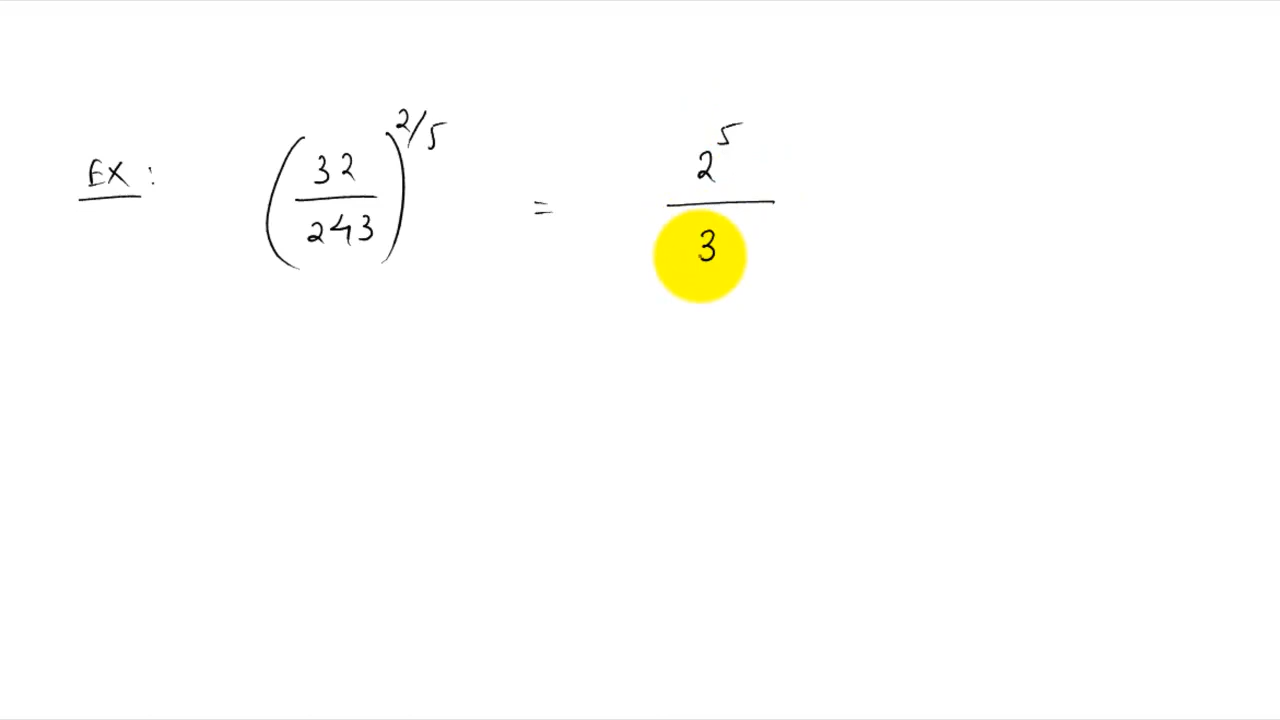 EX : (32/243)^2/5 = 2^5/3